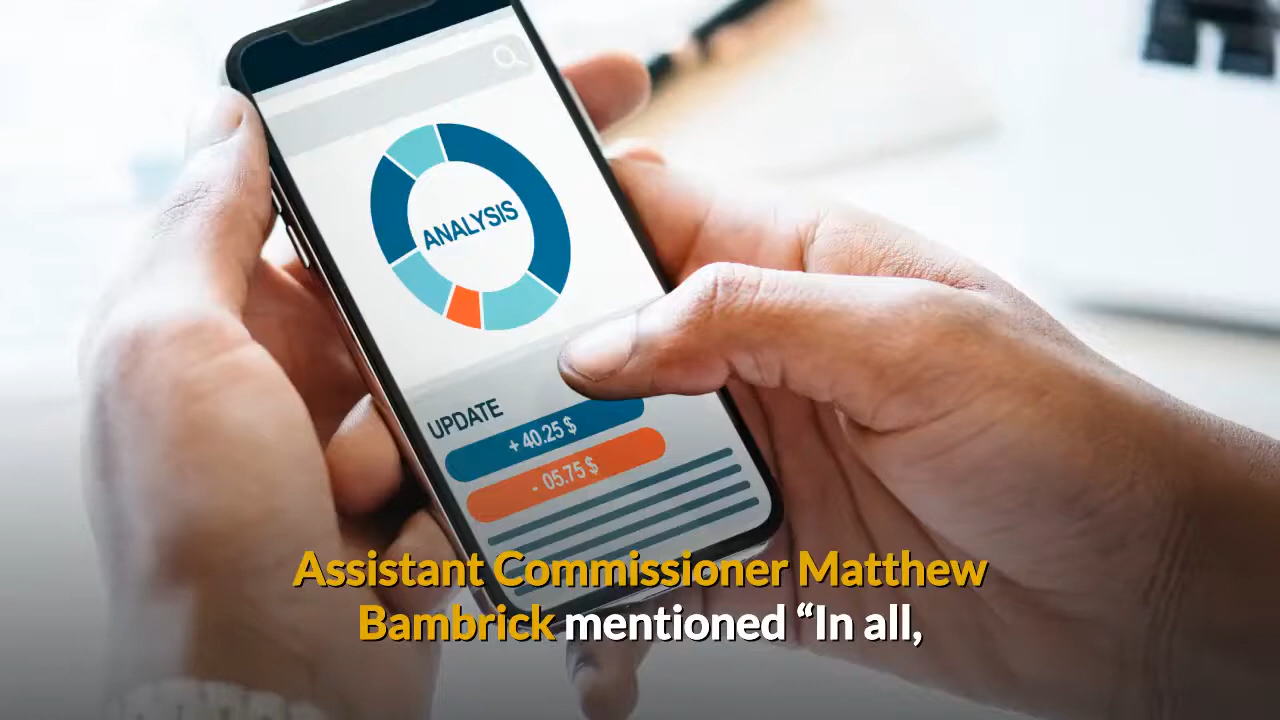 ANALYSIS
UPDATE
+ 40.25 $
- 05.75 $
Assistant Commissioner Matthew
Bambrick mentioned “In all,